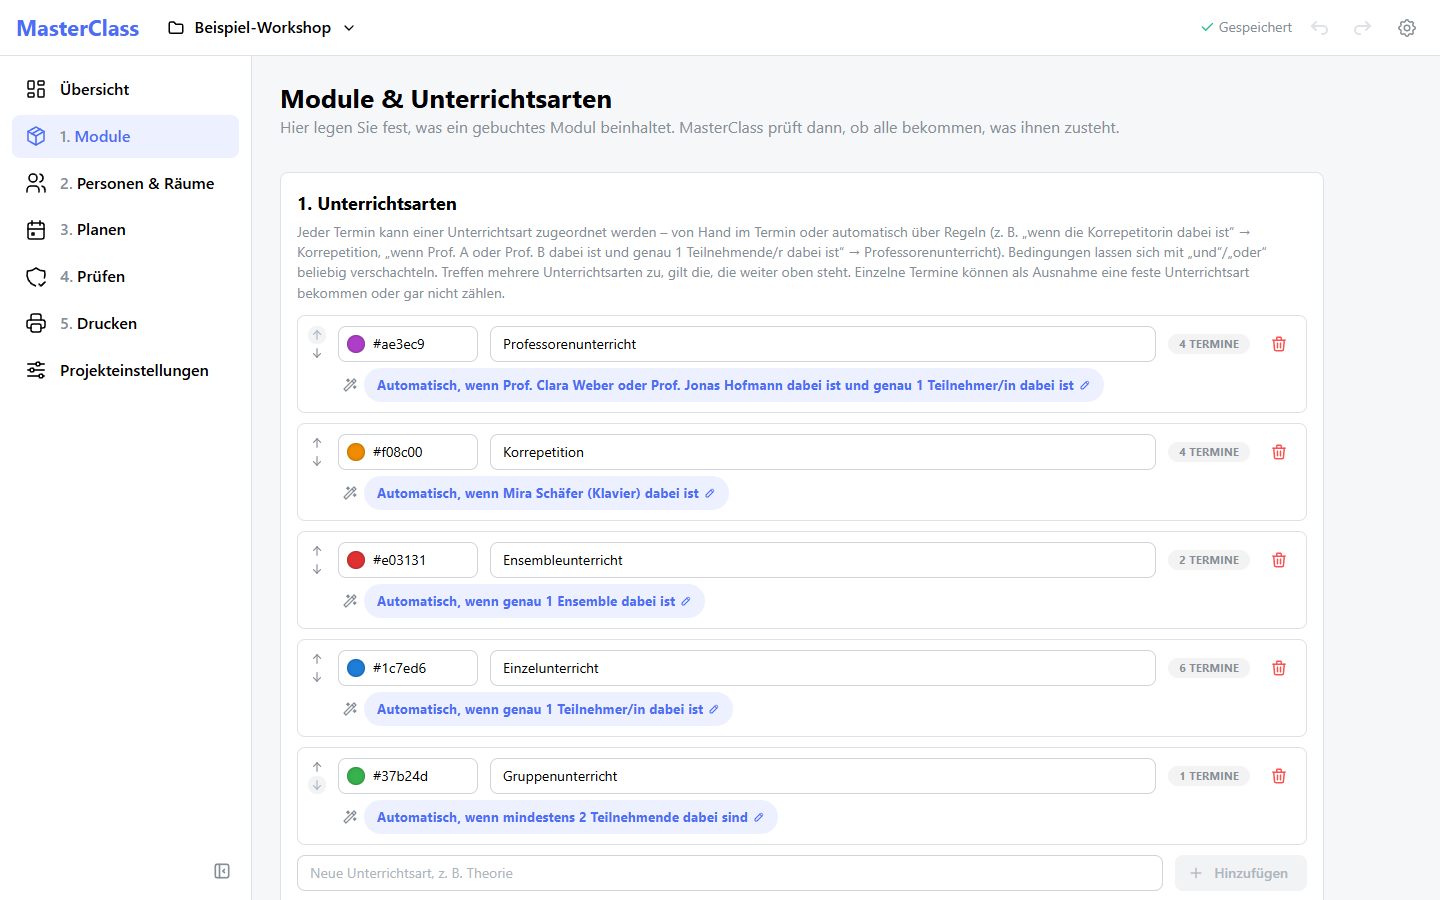 MasterClass
Beispiel-Workshop
Gespeichert
Übersicht
1. Module
2. Personen & Räume
3. Planen
4. Prüfen
5. Drucken
Projekteinstellungen
Module & Unterrichtsarten
Hier legen Sie fest, was ein gebuchtes Modul beinhaltet. MasterClass prüft dann, ob alle bekommen, was ihnen zusteht.
1. Unterrichtsarten
Jeder Termin kann einer Unterrichtsart zugeordnet werden – von Hand im Termin oder automatisch über Regeln (z. B. „wenn die Korrepetitorin dabei ist“ →
Korrepetition, „wenn Prof. A oder Prof. B dabei ist und genau 1 Teilnehmende/r dabei ist“ → Professorenunterricht). Bedingungen lassen sich mit „und“/„oder“
beliebig verschachteln. Treffen mehrere Unterrichtsarten zu, gilt die, die weiter oben steht. Einzelne Termine können als Ausnahme eine feste Unterrichtsart
bekommen oder gar nicht zählen.
#ae3ec9
Professorenunterricht
4 TERMINE
Automatisch, wenn Prof. Clara Weber oder Prof. Jonas Hofmann dabei ist und genau 1 Teilnehmer/in dabei ist
#f08c00
Korrepetition
4 TERMINE
Automatisch, wenn Mira Schäfer (Klavier) dabei ist
#e03131
Ensembleunterricht
2 TERMINE
Automatisch, wenn genau 1 Ensemble dabei ist
#1c7ed6
Einzelunterricht
6 TERMINE
Automatisch, wenn genau 1 Teilnehmer/in dabei ist
#37b24d
Gruppenunterricht
1 TERMINE
Automatisch, wenn mindestens 2 Teilnehmende dabei sind
Neue Unterrichtsart, z. B. Theorie
Hinzufügen